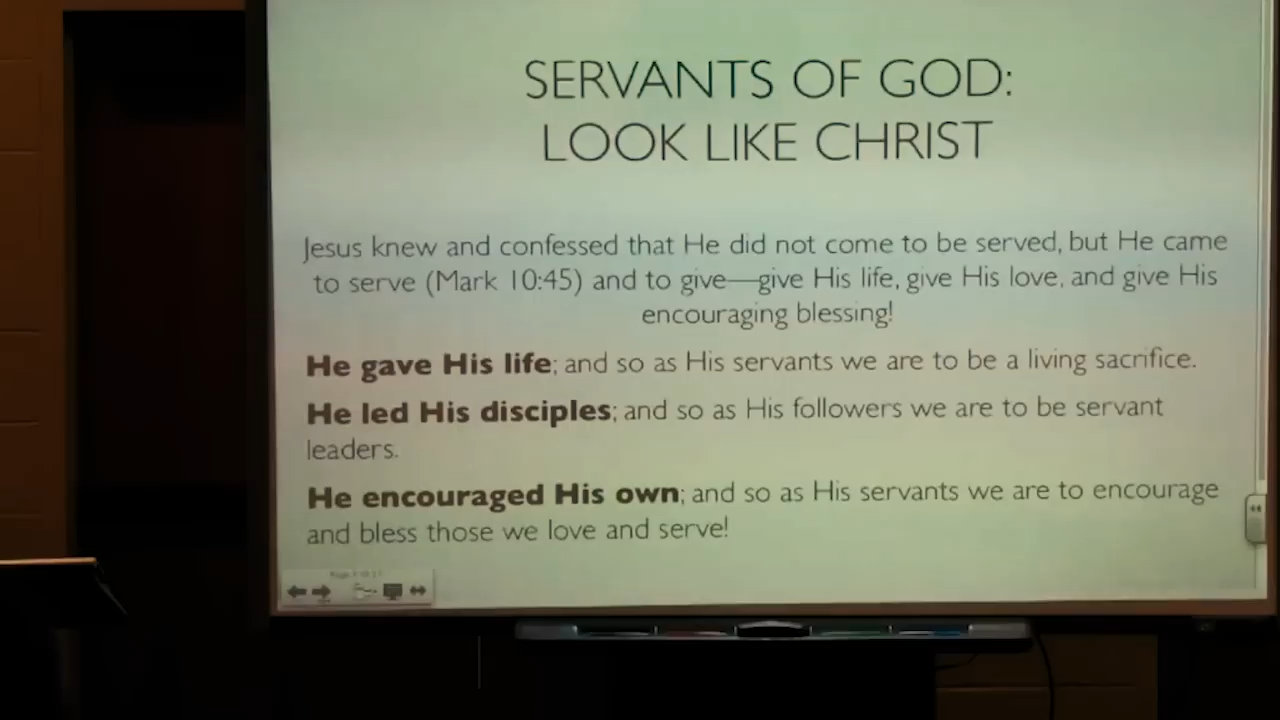 SERVANTS OF GOD:
LOOK LIKE CHRIST
Jesus knew and confessed that He did not come to be served, but He came
to serve (Mark 10:45) and to give—give His life, give His love, and give His
encouraging blessing!
He gave His life; and so as His servants we are to be a living sacrifice.
He led His disciples; and so as His followers we are to be servant
leaders.
He encouraged His own; and so as His servants we are to encourage
and bless those we love and serve!